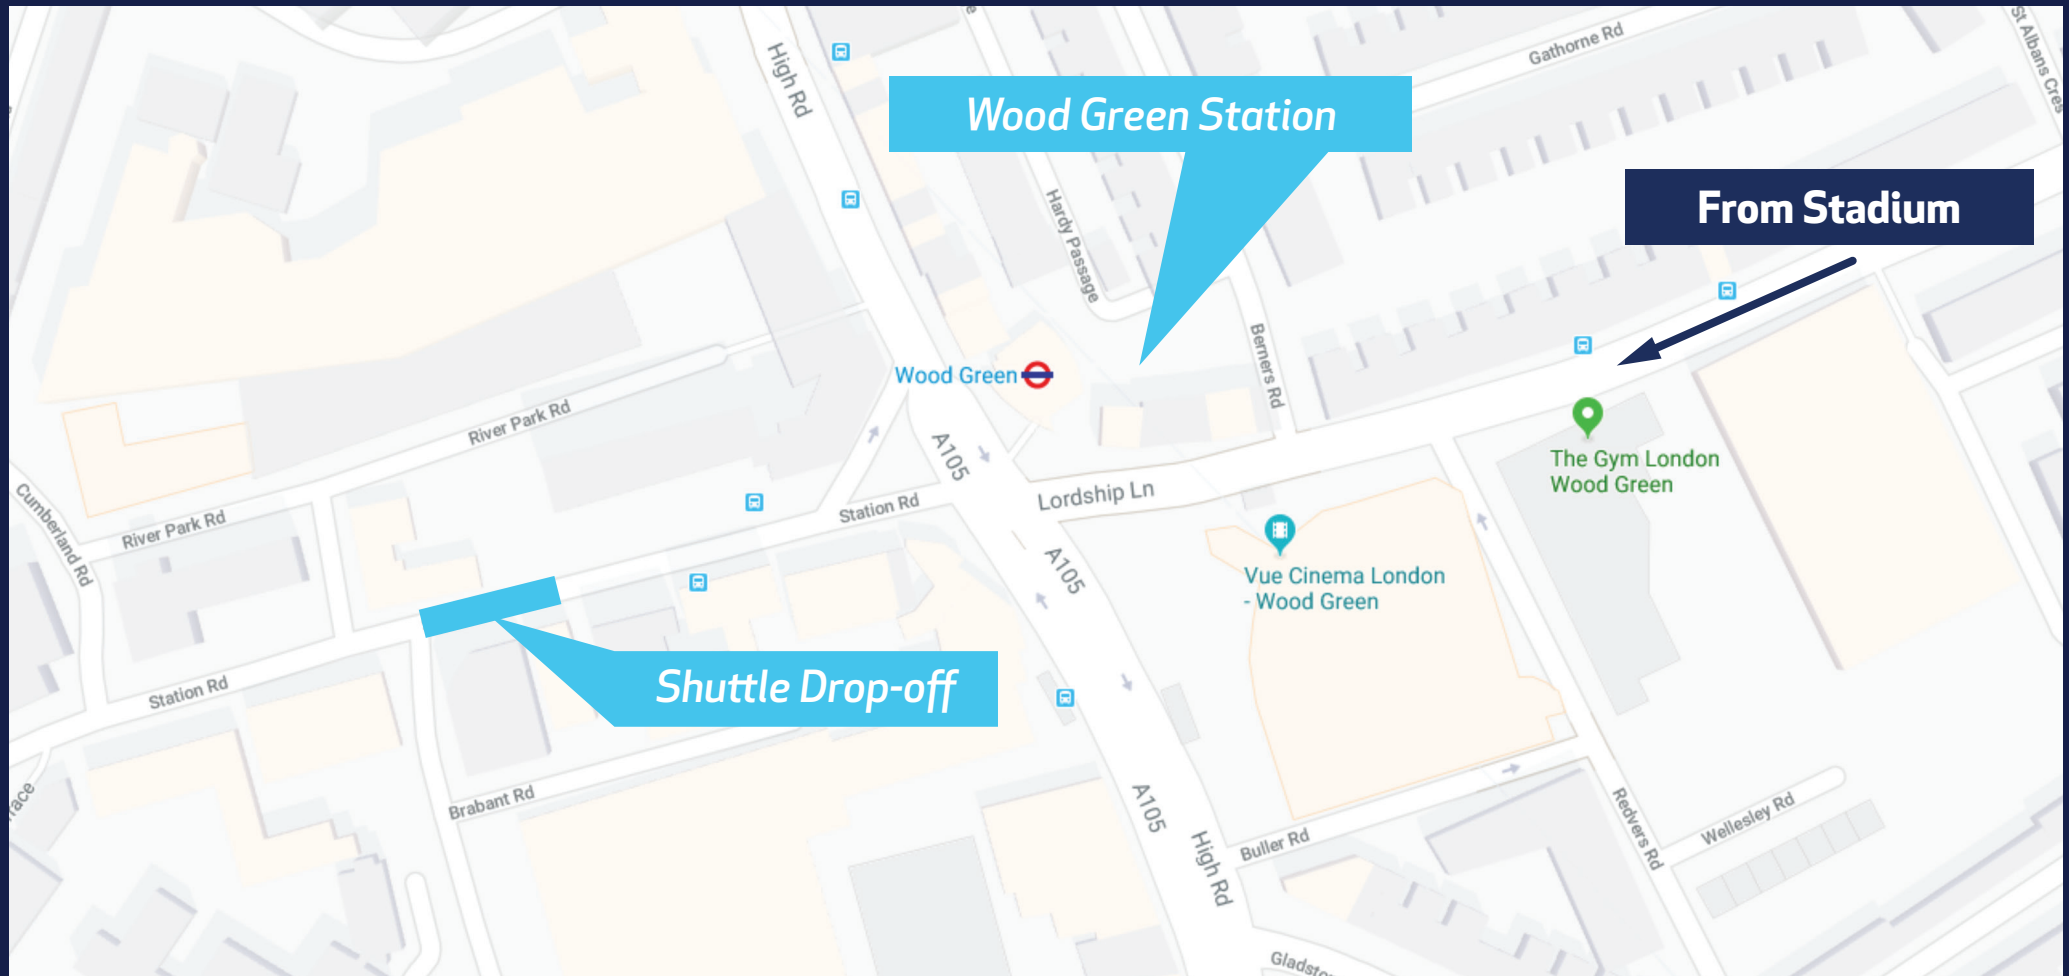 High Rd
Gathorne Rd
St Albans Cres
Wood Green Station
From Stadium
Hardy Passage
Berners Rd
Wood Green
River Park Rd
A105
The Gym London
Wood Green
Lordship Ln
Station Rd
Cumberland Rd
River Park Rd
A105
Vue Cinema London
- Wood Green
Shuttle Drop-off
Station Rd
Brabant Rd
A105
High Rd
Buller Rd
Redvers Rd
Wellesley Rd